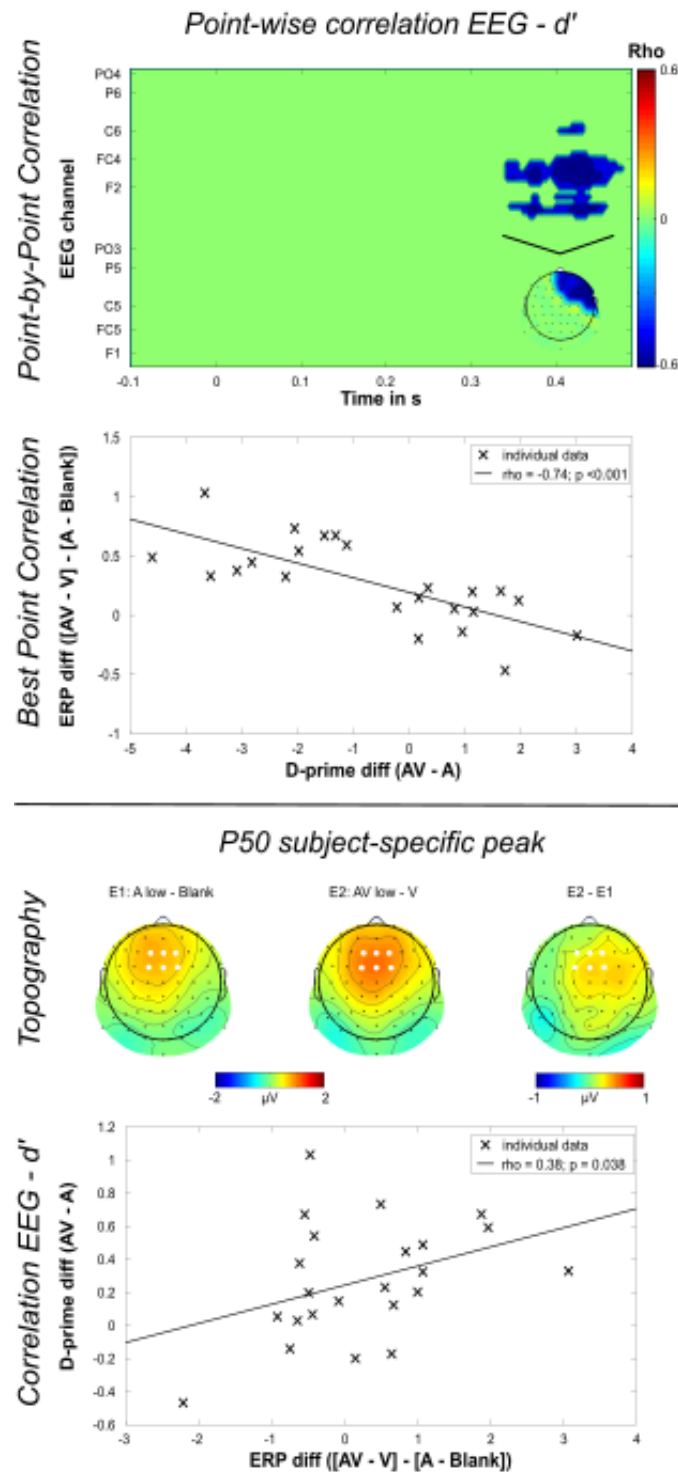 Point-wise correlation EEG - d'
Point-by-Point Correlation
EEG channel
PO4
P6
C6
FC4
F2
PO3
P5
C5
FC5
F1
-0.1
0
0.1
0.2
0.3
0.4
Time in s
Rho
0.6
0
0.6
Best Point Correlation
ERP diff ([AV - V] - [A - Blank])
1.5
1
0.5
0
-0.5
-1
individual data
rho = -0.74; p <0.001
-5
-4
-3
-2
-1
0
1
2
3
4
D-prime diff (AV - A)
P50 subject-specific peak
Topography
E1: A low - Blank
E2: AV low - V
E2 - E1
-2
µV
2
-1
µV
1
Correlation EEG - d'
D-prime diff (AV - A)
1.2
1
0.8
0.6
0.4
0.2
0
-0.2
-0.4
-0.6
individual data
rho = 0.38; p = 0.038
-3
-2
-1
0
1
2
3
4
ERP diff ([AV - V] - [A - Blank])